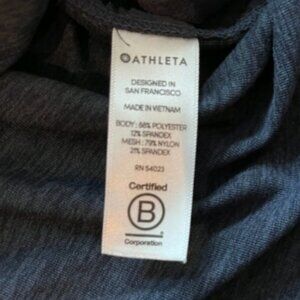 ATHLETA
DESIGNED IN
SAN FRANCISCO
MADE IN VIETNAM
BODY: 88% POLYESTER
12% SPANDEX
MESH: 79% NYLON
21% SPANDEX
RN 54023
Certified
B
Corporation